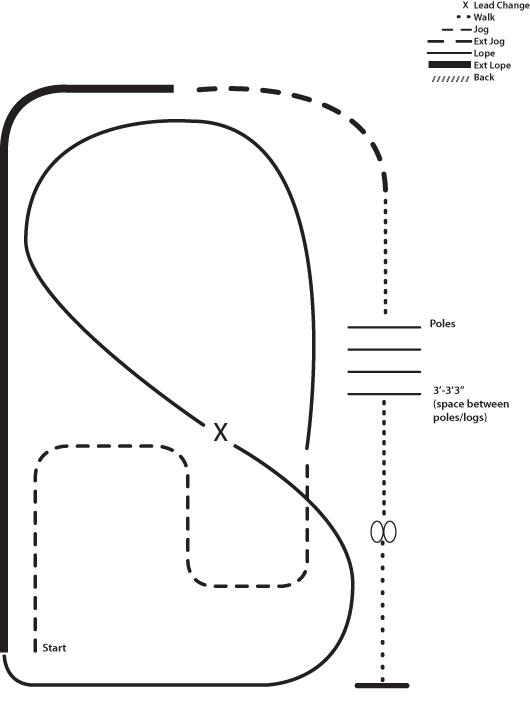 X Lead Change
Walk
Jog
Ext Jog
Lope
Ext Lope
Back
Poles
3'-3'3"
(space between
poles/logs)
X
Start